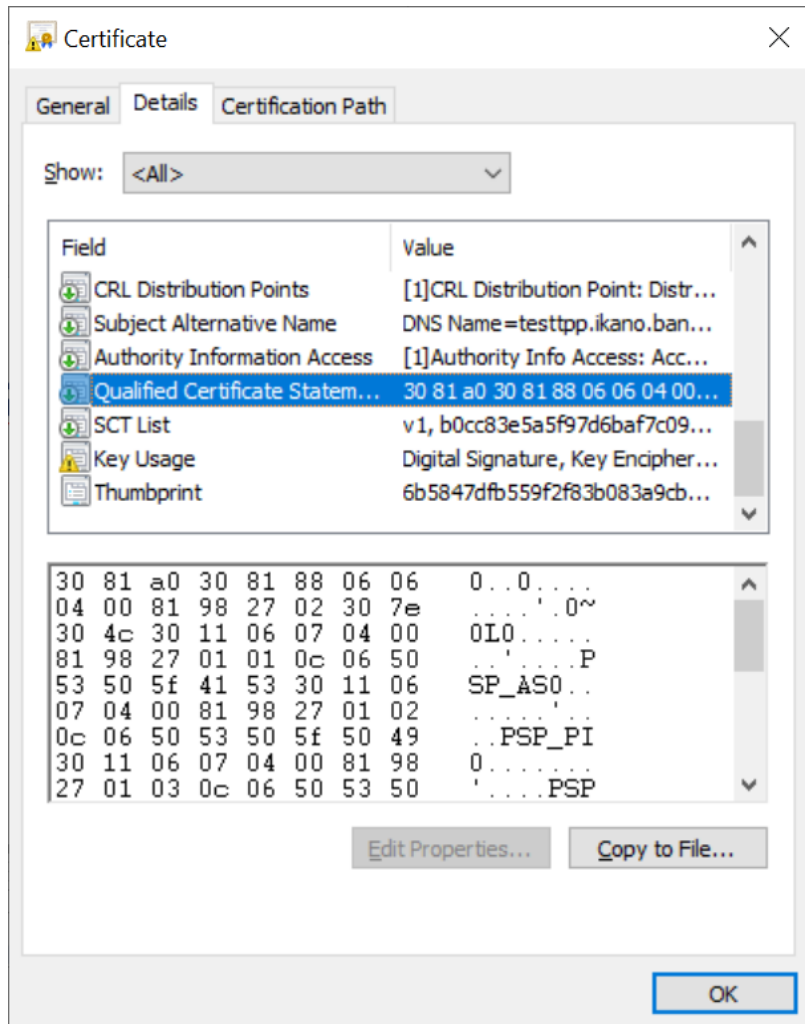 Certificate
General Details Certification Path
Show: <All>
Field Value
CRL Distribution Points [1]CRL Distribution Point: Distr...
Subject Alternative Name DNS Name=testtpp.ikano.ban...
Authority Information Access [1]Authority Info Access: Acc...
Qualified Certificate Statem... 30 81 a0 30 81 88 06 06 04 00...
SCT List v1, b0cc83e5a5f97d6baf7c09...
Key Usage Digital Signature, Key Encipher...
Thumbprint 6b5847dfb559f2f83b083a9cb...
30 81 a0 30 81 88 06 06 0..0....
04 00 81 98 27 02 30 7e ....'.0~
30 4c 30 11 06 07 04 00 0L0.....
81 98 27 01 01 0c 06 50 ..'....P
53 50 5f 41 53 30 11 06 SP_AS0..
07 04 00 81 98 27 01 02 .....'..
0c 06 50 53 50 5f 50 49 ..PSP_PI
30 11 06 07 04 00 81 98 0.......
27 01 03 0c 06 50 53 50 '....PSP
Edit Properties... Copy to File...
OK